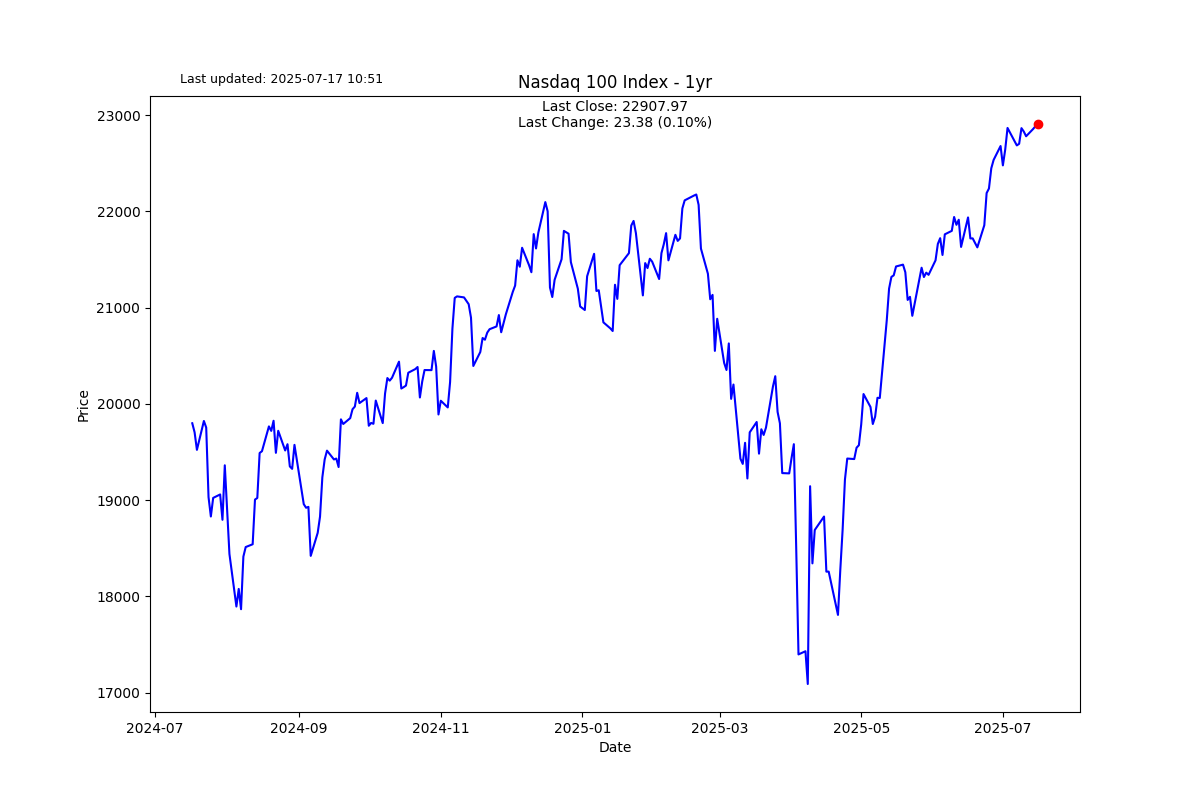 Last updated: 2025-07-17 10:51
Nasdaq 100 Index - 1yr
Last Close: 22907.97
Last Change: 23.38 (0.10%)
23000
22000
21000
20000
19000
18000
17000
Price
2024-07
2024-09
2024-11
2025-01
2025-03
2025-05
2025-07
Date